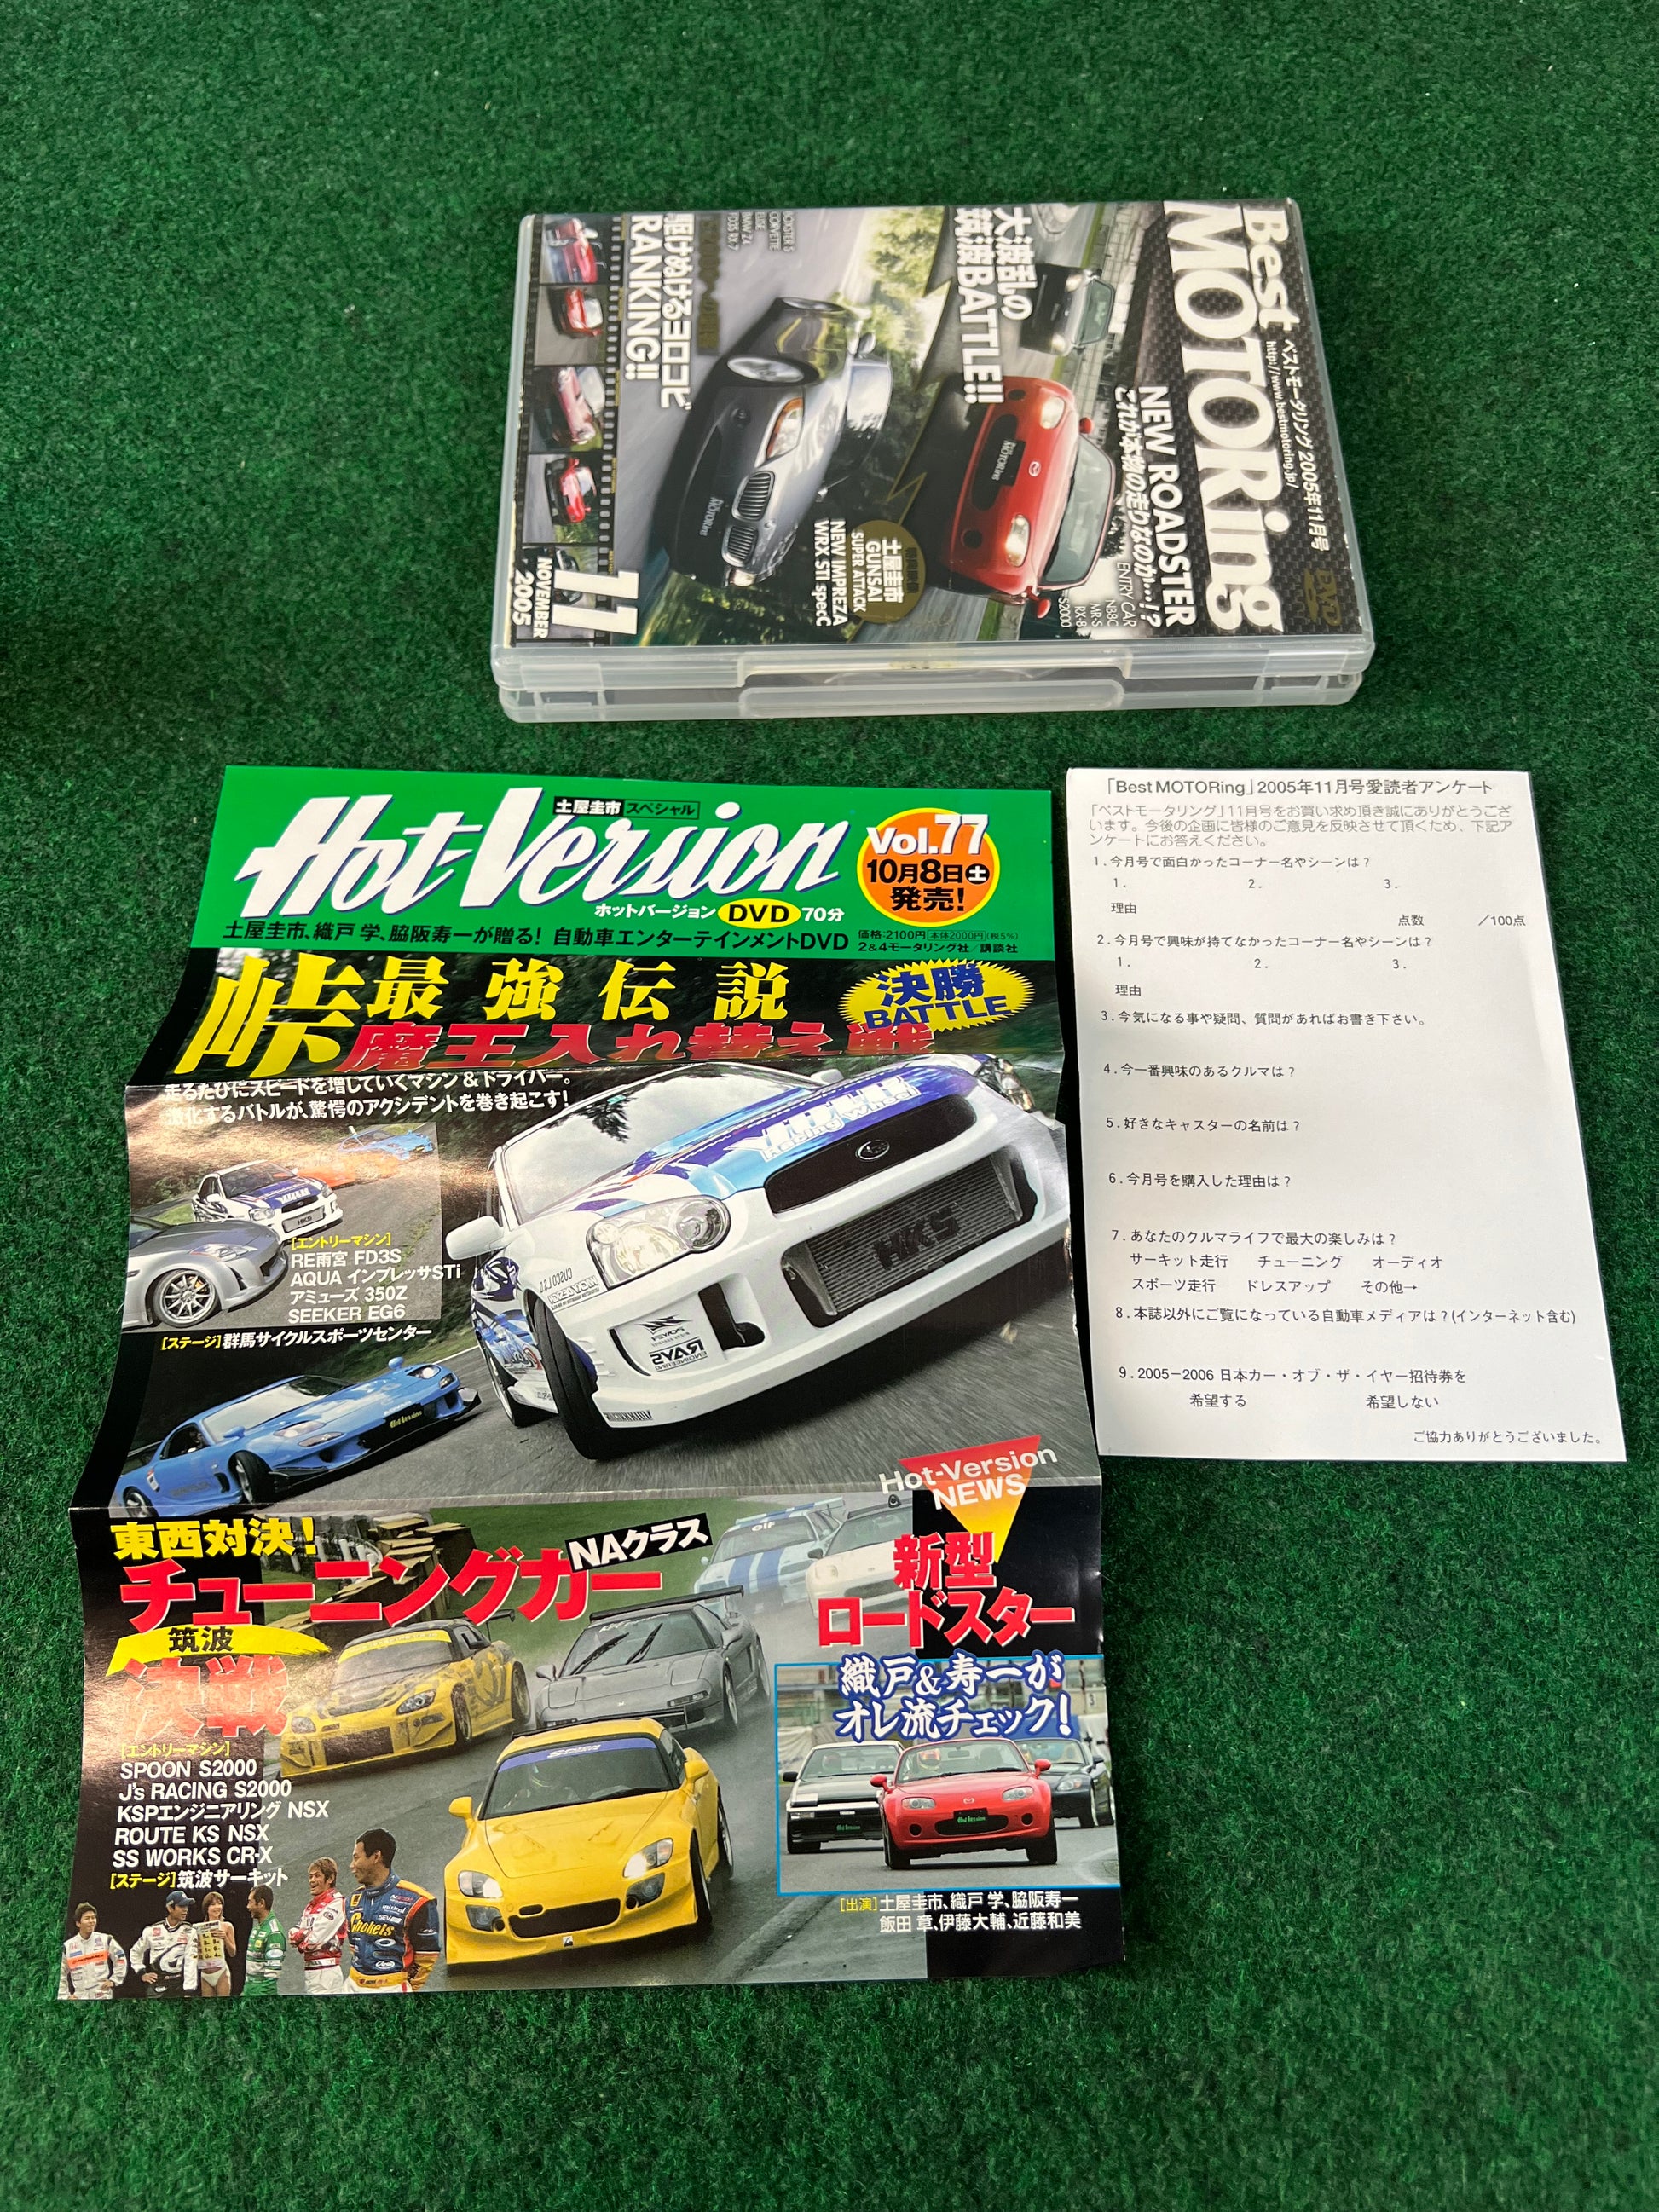 Best MOTORing
ベストモータリング 2005年11月号
http://www.bestmotoring.jp/
DVD
NEW ROADSTER
これが本物の走りなのか…!?
ENTRY CAR
NBBC
MR-S
RX-8
S2000
大波乱の
筑波BATTLE!!
特典映像
土屋圭市
GUNSAI
SUPER ATTACK
NEW IMPREZA
WRX STI specC
駆けぬけるヨロコビ
RANKING!!
BOXSTER S
CORVETTE
ELISE
BMW Z4
FD3S RX-7
11
NOVEMBER
2005
土屋圭市 スペシャル
Hot-Version
ホットバージョン DVD 70分
Vol.77
10月8日土
発売!
土屋圭市、織戸 学、脇阪寿一が贈る! 自動車エンターテインメントDVD
価格:2100円 本体2000円 (税5%)
2&4モータリング社/講談社
峠最強伝説
魔王入れ替え戦
決勝
BATTLE
走るたびにスピードを増していくマシン&ドライバー。
激化するバトルが、驚愕のアクシデントを巻き起こす!
[エントリーマシン]
RE雨宮 FD3S
AQUA インプレッサSTi
アミューズ 350Z
SEEKER EG6
[ステージ]群馬サイクルスポーツセンター
HKS
RAYS
ENGINEERING
Hot-Version
NEWS
東西対決!
チューニングカー
NAクラス
筑波
決戦
[エントリーマシン]
SPOON S2000
J's RACING S2000
KSPエンジニアリング NSX
ROUTE KS NSX
SS WORKS CR-X
[ステージ]筑波サーキット
新型
ロードスター
織戸&寿一が
オレ流チェック!
[出演]土屋圭市、織戸 学、脇阪寿一
飯田 章、伊藤大輔、近藤和美
「Best MOTORing」2005年11月号愛読者アンケート
「ベストモータリング」11月号をお買い求め頂き誠にありがとうござ
います。今後の企画に皆様のご意見を反映させて頂くため、下記ア
ンケートにお答えください。
1.今月号で面白かったコーナー名やシーンは?
1. 2. 3.
理由
点数 /100点
2.今月号で興味が持てなかったコーナー名やシーンは?
1. 2. 3.
理由
3.今気になる事や疑問、質問があればお書き下さい。
4.今一番興味のあるクルマは?
5.好きなキャスターの名前は?
6.今月号を購入した理由は?
7.あなたのクルマライフで最大の楽しみは?
サーキット走行 チューニング オーディオ
スポーツ走行 ドレスアップ その他→
8.本誌以外にご覧になっている自動車メディアは?(インターネット含む)
9.2005-2006 日本カー・オブ・ザ・イヤー招待券を
希望する 希望しない
ご協力ありがとうございました。